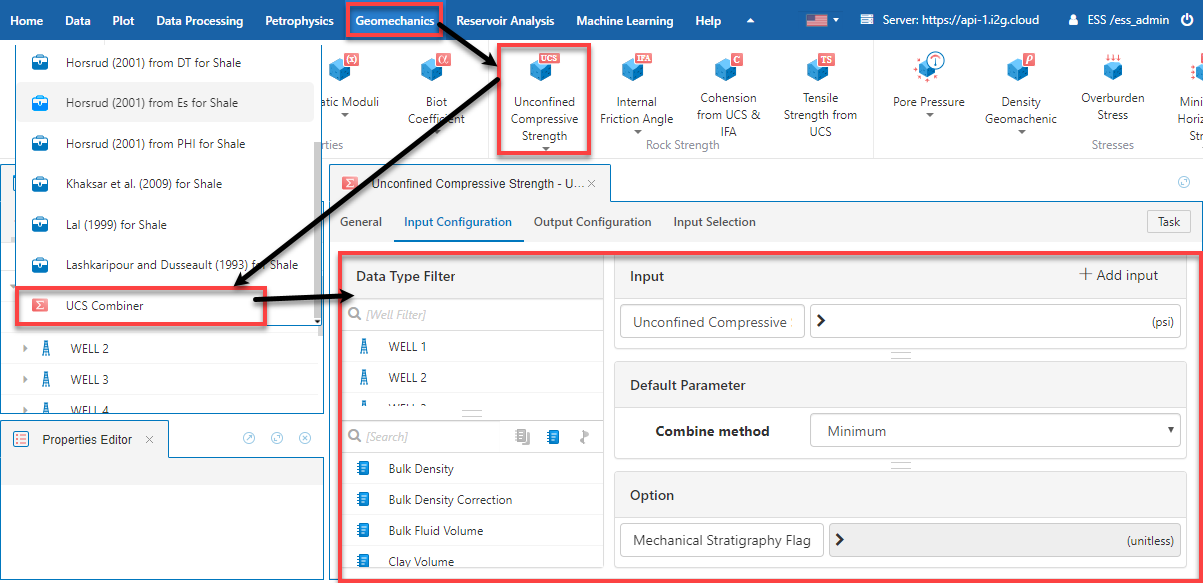 Home Data Plot Data Processing Petrophysics Geomechanics Reservoir Analysis Machine Learning Help Server: https://api-1.i2g.cloud ESS /ess_admin
Horsrud (2001) from DT for Shale
Horsrud (2001) from Es for Shale
Horsrud (2001) from PHI for Shale
Khaksar et al. (2009) for Shale
Lal (1999) for Shale
Lashkaripour and Dusseault (1993) for Shale
Σ UCS Combiner
WELL 2
WELL 3
WELL 4
Properties Editor
(x)
atic Moduli
α
Biot
Coefficient
UCS
Unconfined
Compressive
Strength
IFA
Internal
Friction Angle
C
Cohension
from UCS &
IFA
TS
Tensile
Strength from
UCS
Rock Strength
Pore Pressure
ρ
Density
Geomachenic
Overburden
Stress
Mini
Horiz
Str
rties
Stresses
Σ Unconfined Compressive Strength - U...
General Input Configuration Output Configuration Input Selection Task
Data Type Filter
[Well Filter]
WELL 1
WELL 2
[Search]
Bulk Density
Bulk Density Correction
Bulk Fluid Volume
Clay Volume
Input + Add input
Unconfined Compressive (psi)
Default Parameter
Combine method Minimum
Option
Mechanical Stratigraphy Flag (unitless)